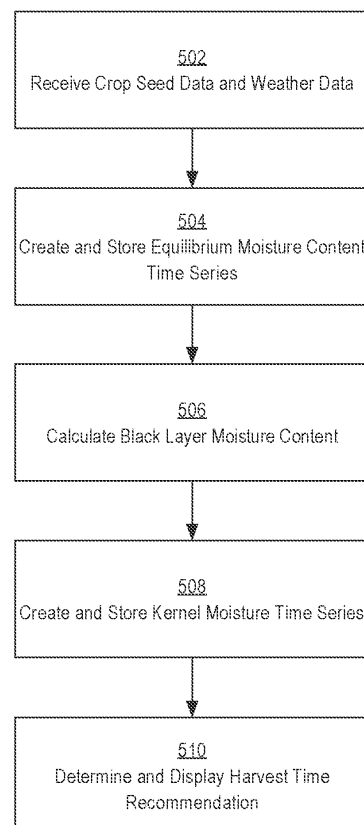 502
Receive Crop Seed Data and Weather Data
504
Create and Store Equilibrium Moisture Content
Time Series
506
Calculate Black Layer Moisture Content
508
Create and Store Kernel Moisture Time Series
510
Determine and Display Harvest Time
Recommendation